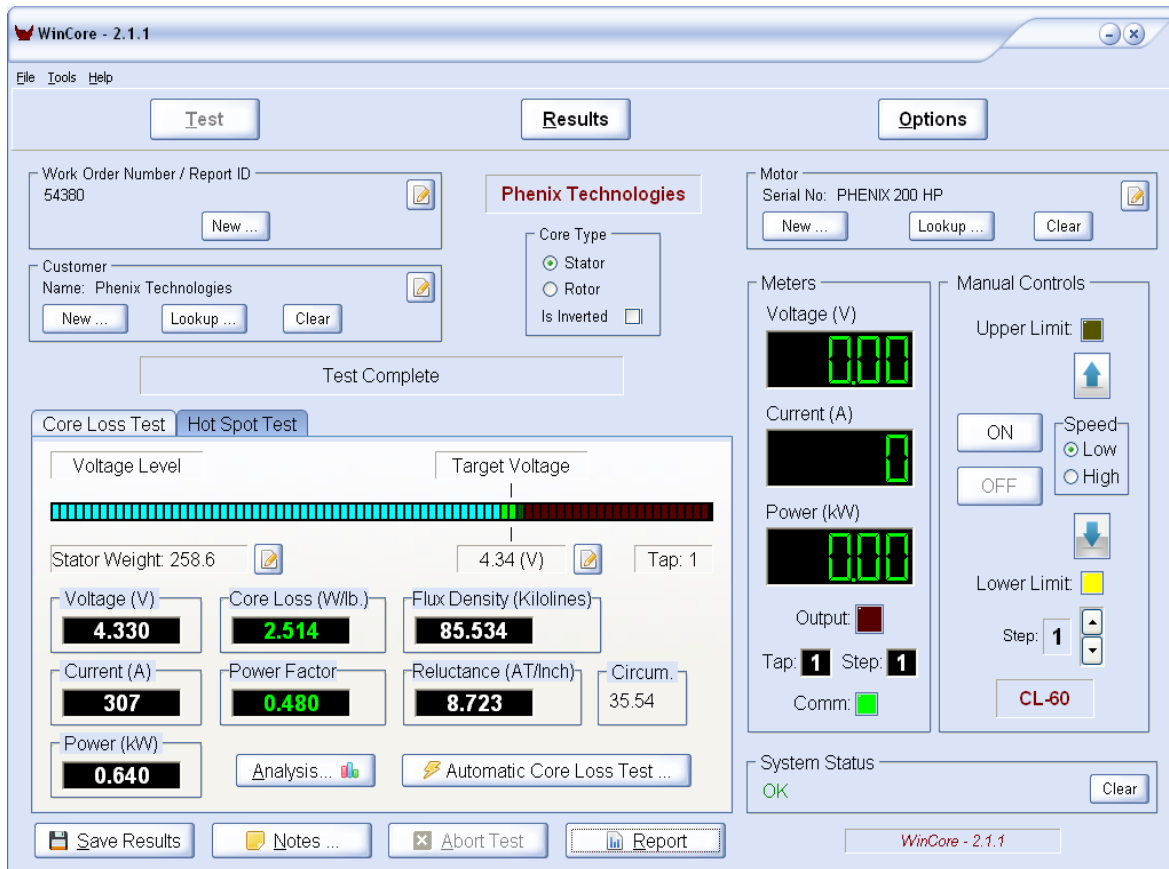 WinCore - 2.1.1
File Tools Help
Test
Results
Options
Work Order Number / Report ID
54380
New ...
Customer
Name: Phenix Technologies
New ...
Lookup ...
Clear
Phenix Technologies
Core Type
Stator
Rotor
Is Inverted
Motor
Serial No: PHENIX 200 HP
New ...
Lookup ...
Clear
Test Complete
Core Loss Test
Hot Spot Test
Voltage Level
Target Voltage
Stator Weight: 258.6
4.34 (V)
Tap: 1
Voltage (V)
4.330
Core Loss (W/lb.)
2.514
Flux Density (Kilolines)
85.534
Current (A)
307
Power Factor
0.480
Reluctance (AT/Inch)
8.723
Circum.
35.54
Power (kW)
0.640
Analysis...
Automatic Core Loss Test ...
Save Results
Notes ...
Abort Test
Report
Meters
Voltage (V)
0.00
Current (A)
0
Power (kW)
0.00
Output:
Tap: 1 Step: 1
Comm:
Manual Controls
Upper Limit:
ON
OFF
Speed
Low
High
Lower Limit:
Step: 1
CL-60
System Status
OK
Clear
WinCore - 2.1.1